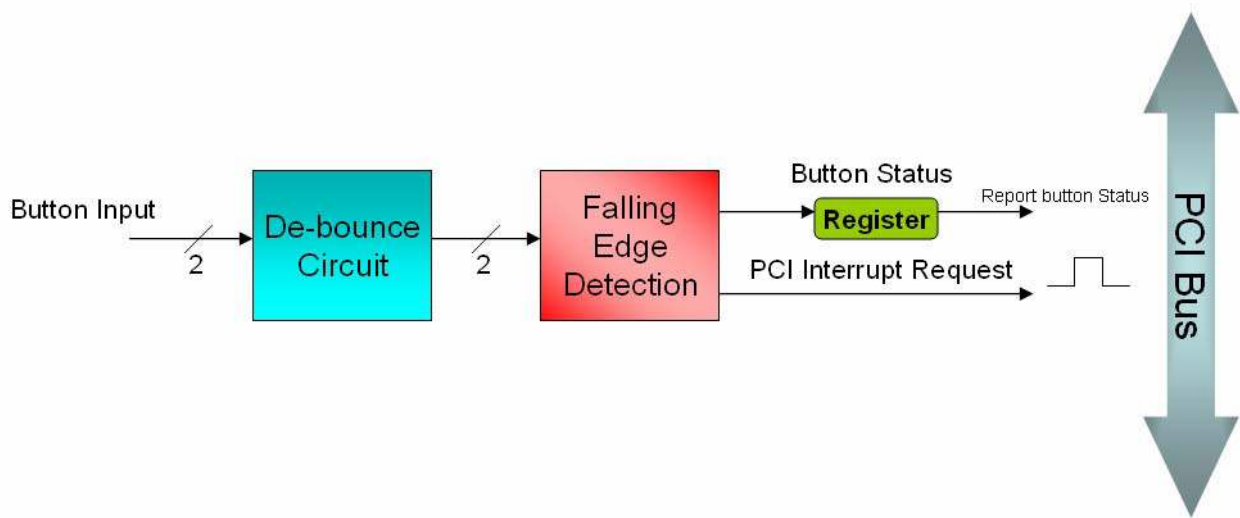 Button Input
2
De-bounce
Circuit
2
Falling
Edge
Detection
Button Status
Register
Report button Status
PCI Interrupt Request
PCI Bus